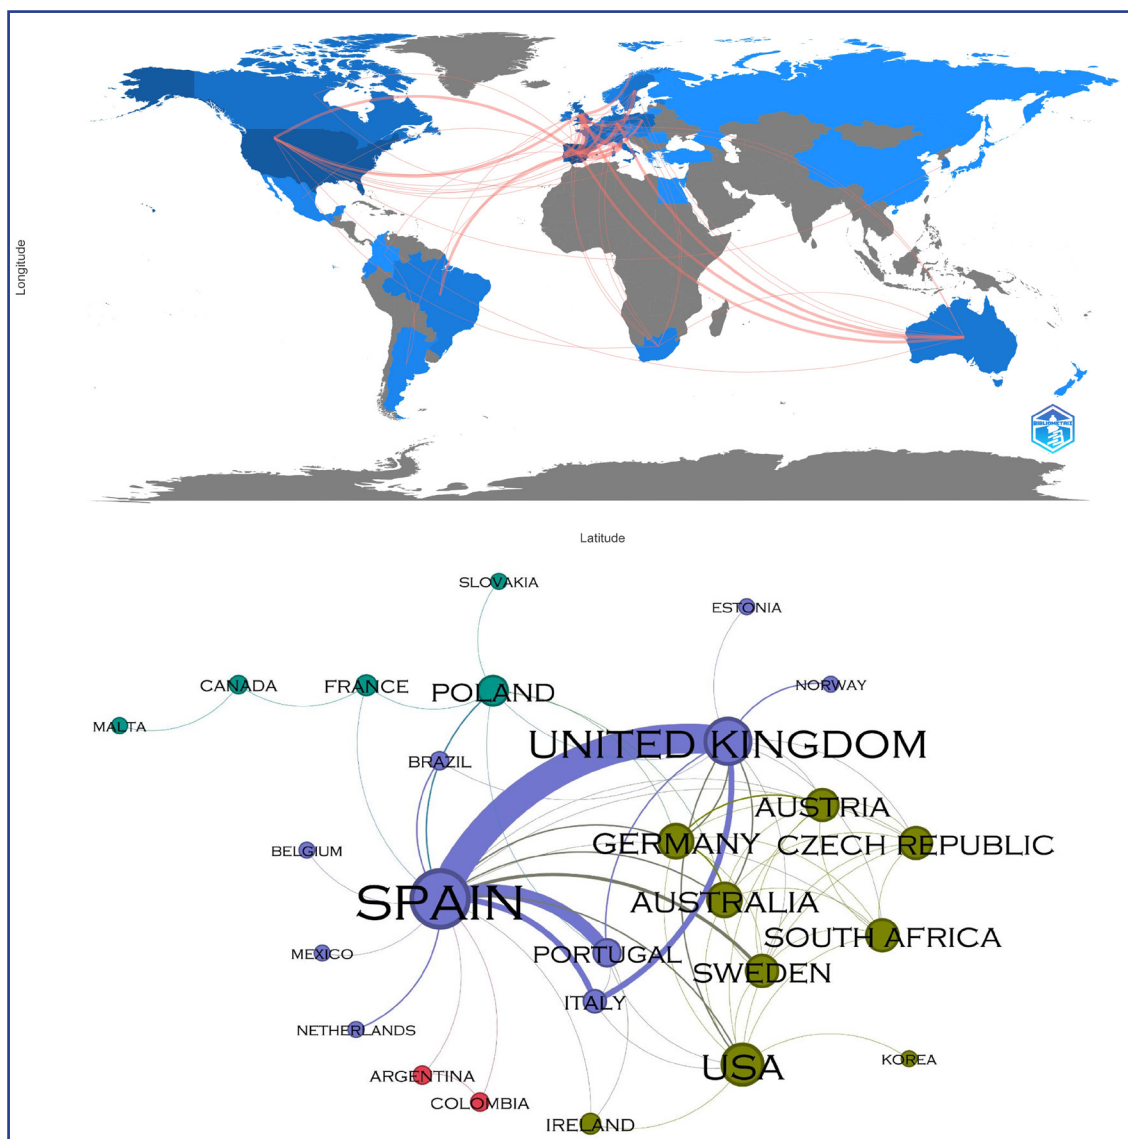 Longitude
BIBLIOMETRIX
Latitude
SLOVAKIA
ESTONIA
CANADA
FRANCE
POLAND
NORWAY
MALTA
UNITED KINGDOM
BRAZIL
AUSTRIA
GERMANY
CZECH REPUBLIC
BELGIUM
SPAIN
AUSTRALIA
SOUTH AFRICA
MEXICO
PORTUGAL
SWEDEN
ITALY
NETHERLANDS
KOREA
USA
ARGENTINA
COLOMBIA
IRELAND